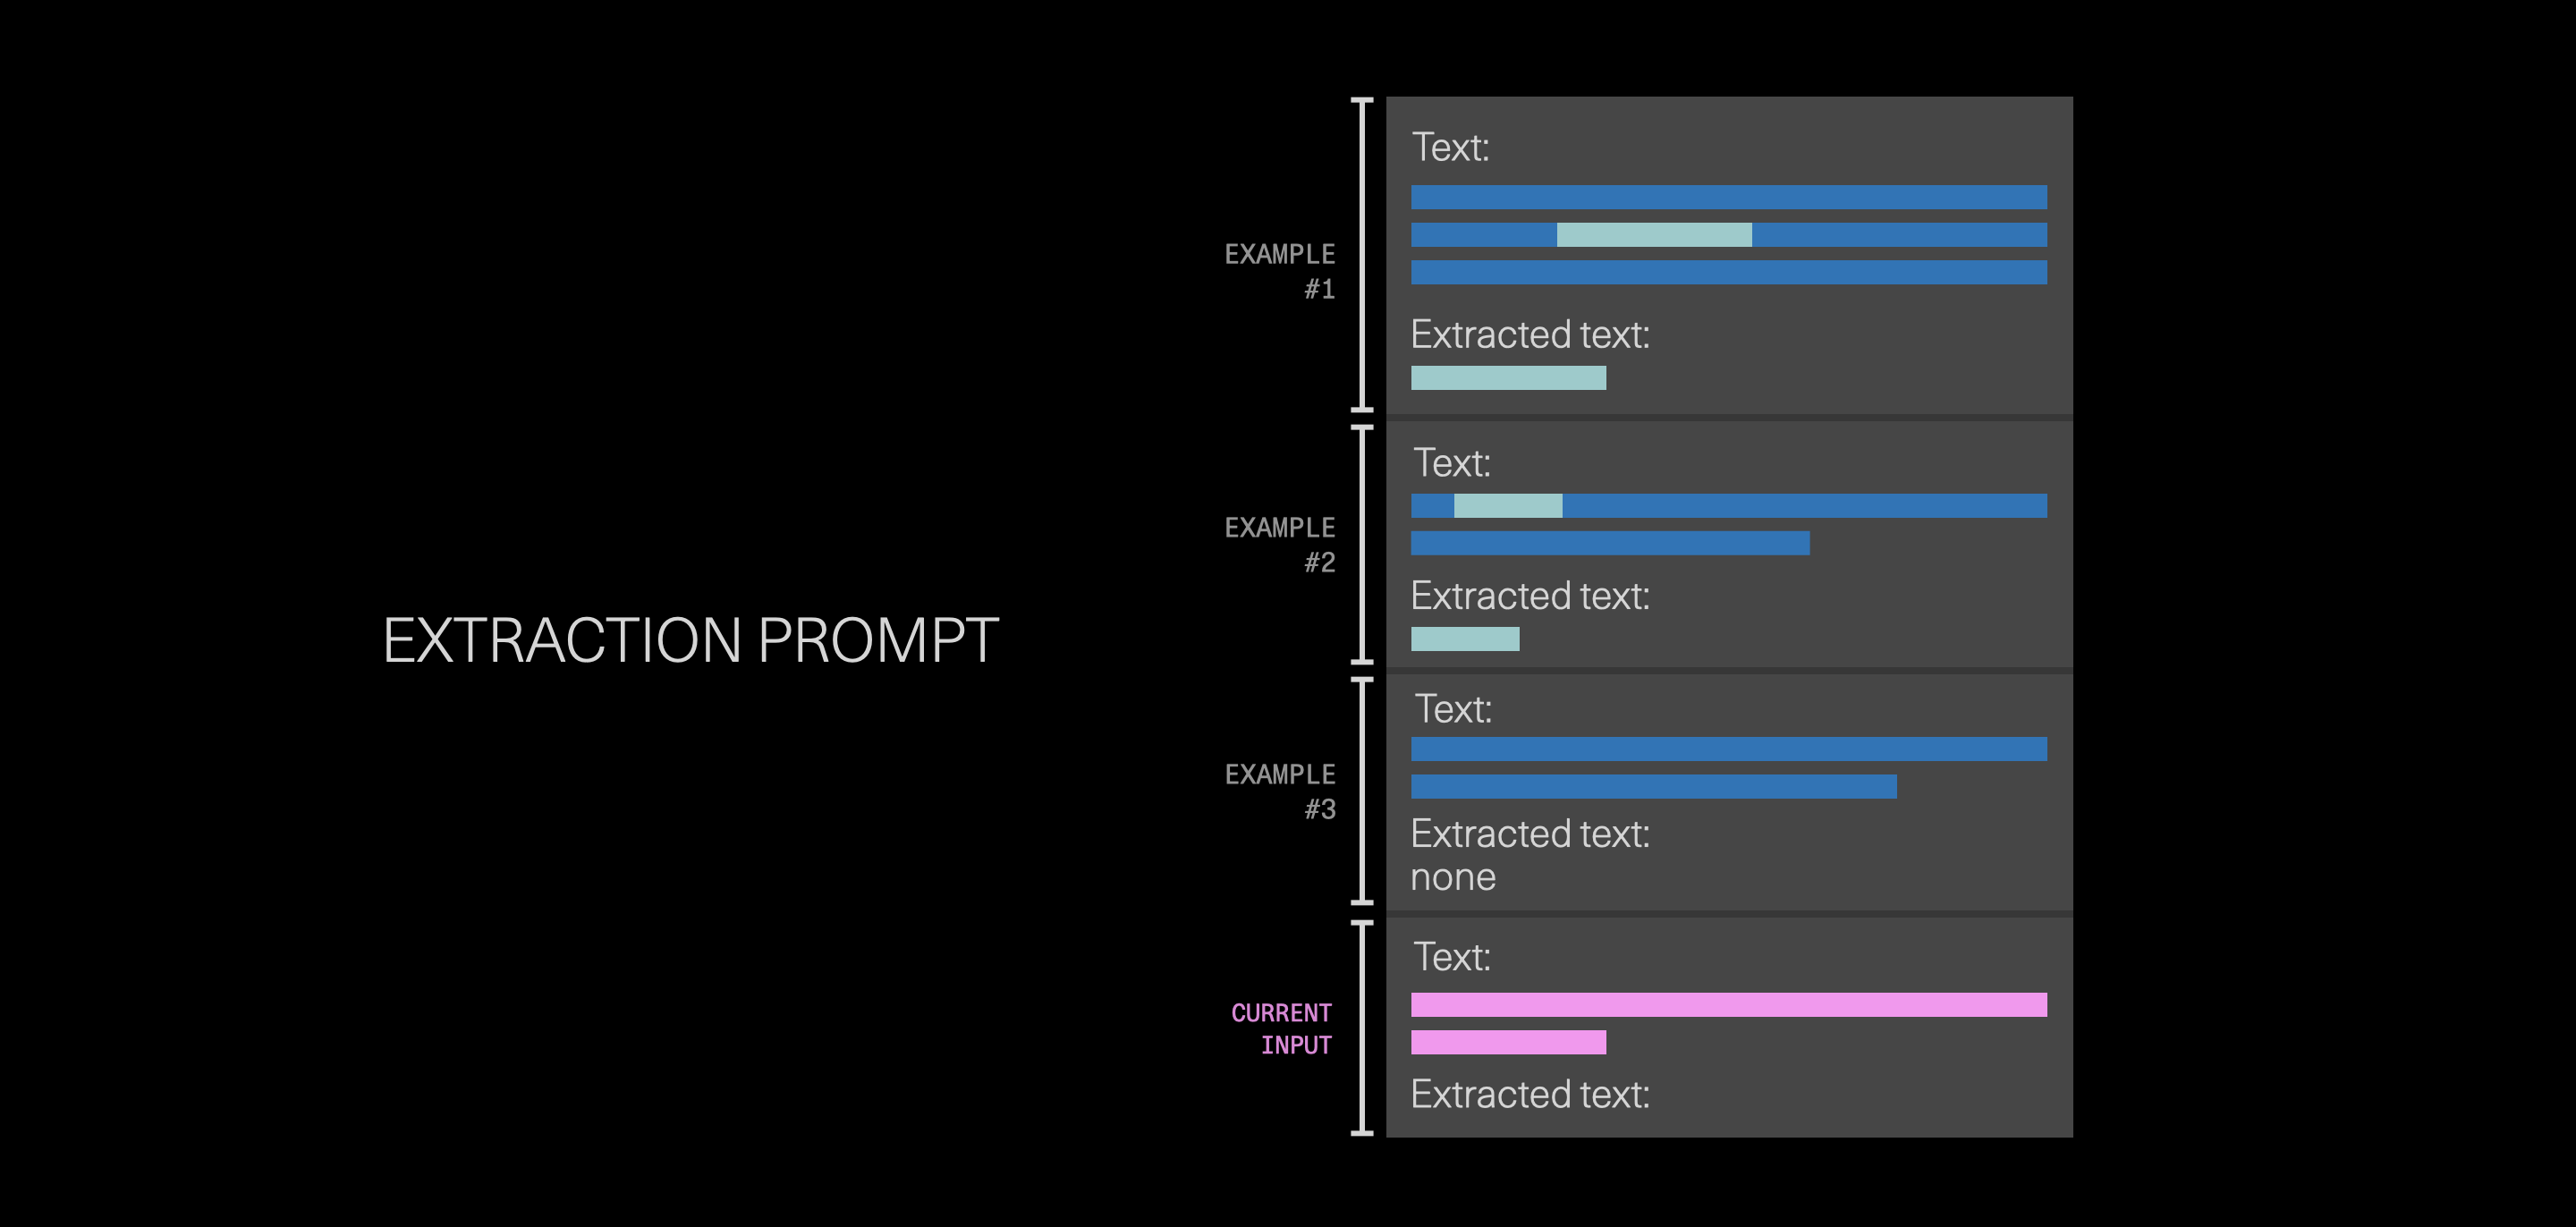 EXTRACTION PROMPT
EXAMPLE
#1
Text:
Extracted text:
EXAMPLE
#2
Text:
Extracted text:
EXAMPLE
#3
Text:
Extracted text:
none
CURRENT
INPUT
Text:
Extracted text: